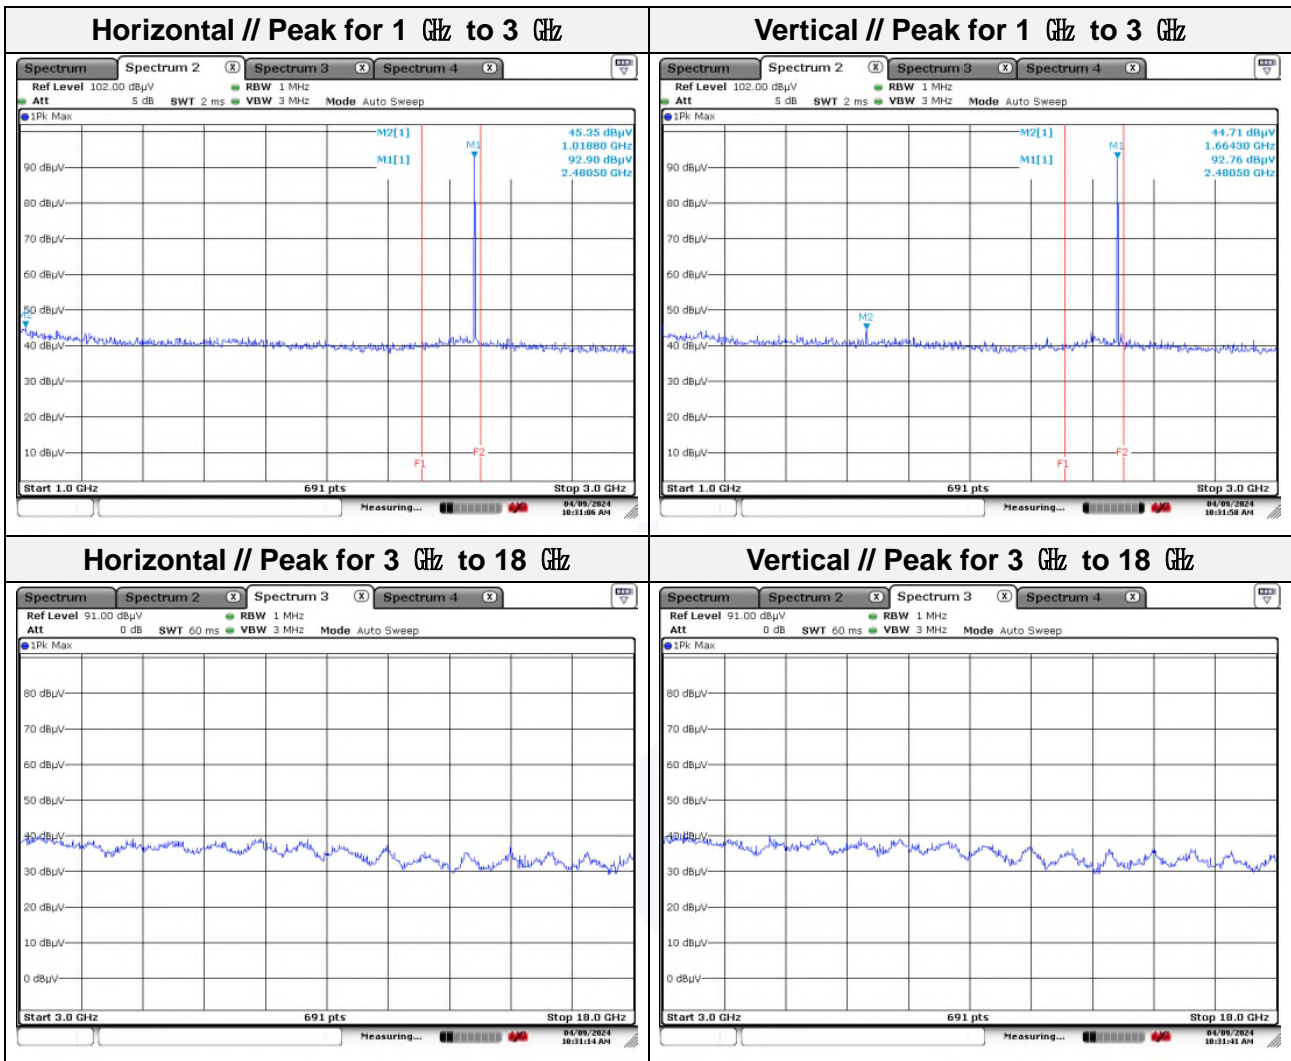 Horizontal // Peak for 1 ㎓ to 3 ㎓
Spectrum Spectrum 2 Spectrum 3 Spectrum 4
Ref Level 102.00 dBµV RBW 1 MHz
Att 5 dB SWT 2 ms VBW 3 MHz Mode Auto Sweep
1Pk Max
M2[1] 45.35 dBµV
1.01880 GHz
M1[1] 92.90 dBµV
2.48050 GHz
M1
90 dBµV
80 dBµV
70 dBµV
60 dBµV
50 dBµV
M2
40 dBµV
30 dBµV
20 dBµV
10 dBµV
F1
F2
Start 1.0 GHz 691 pts Stop 3.0 GHz
Measuring... 04/09/2024
10:31:06 AM
Vertical // Peak for 1 ㎓ to 3 ㎓
Spectrum Spectrum 2 Spectrum 3 Spectrum 4
Ref Level 102.00 dBµV RBW 1 MHz
Att 5 dB SWT 2 ms VBW 3 MHz Mode Auto Sweep
1Pk Max
M2[1] 44.71 dBµV
1.66430 GHz
M1[1] 92.76 dBµV
2.48050 GHz
M1
90 dBµV
80 dBµV
70 dBµV
60 dBµV
50 dBµV
M2
40 dBµV
30 dBµV
20 dBµV
10 dBµV
F1
F2
Start 1.0 GHz 691 pts Stop 3.0 GHz
Measuring... 04/09/2024
10:31:58 AM
Horizontal // Peak for 3 ㎓ to 18 ㎓
Spectrum Spectrum 2 Spectrum 3 Spectrum 4
Ref Level 91.00 dBµV RBW 1 MHz
Att 0 dB SWT 60 ms VBW 3 MHz Mode Auto Sweep
1Pk Max
80 dBµV
70 dBµV
60 dBµV
50 dBµV
40 dBµV
30 dBµV
20 dBµV
10 dBµV
0 dBµV
Start 3.0 GHz 691 pts Stop 18.0 GHz
Measuring... 04/09/2024
10:31:14 AM
Vertical // Peak for 3 ㎓ to 18 ㎓
Spectrum Spectrum 2 Spectrum 3 Spectrum 4
Ref Level 91.00 dBµV RBW 1 MHz
Att 0 dB SWT 60 ms VBW 3 MHz Mode Auto Sweep
1Pk Max
80 dBµV
70 dBµV
60 dBµV
50 dBµV
40 dBµV
30 dBµV
20 dBµV
10 dBµV
0 dBµV
Start 3.0 GHz 691 pts Stop 18.0 GHz
Measuring... 04/09/2024
10:31:41 AM